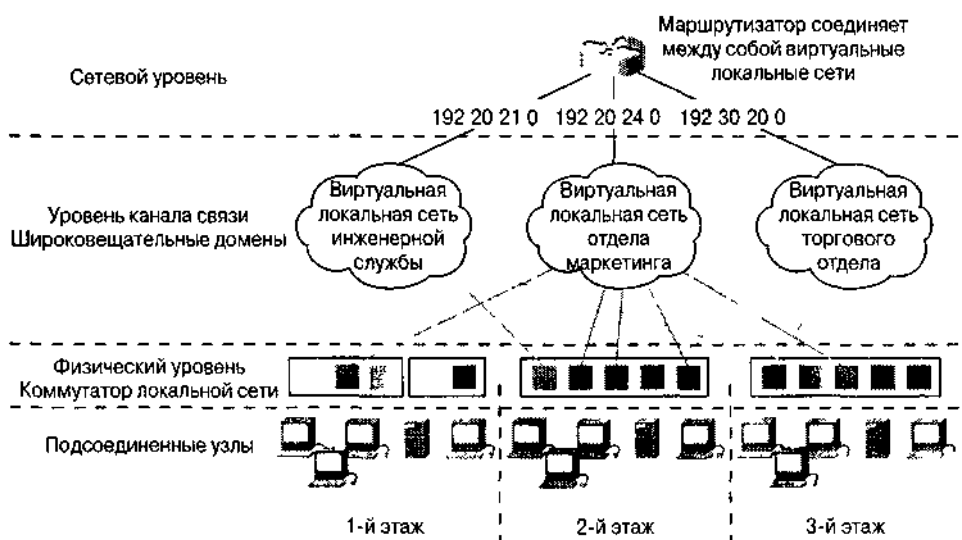 Маршрутизатор соединяет
между собой виртуальные
локальные сети
Сетевой уровень
192 20 21 0 192 20 24 0 192 30 20 0
Уровень канала связи
Широковещательные домены
Виртуальная
локальная сеть
инженерной
службы
Виртуальная
локальная сеть
отдела
маркетинга
Виртуальная
локальная сеть
торгового
отдела
Физический уровень
Коммутатор локальной сети
Подсоединенные узлы
1-й этаж
2-й этаж
3-й этаж